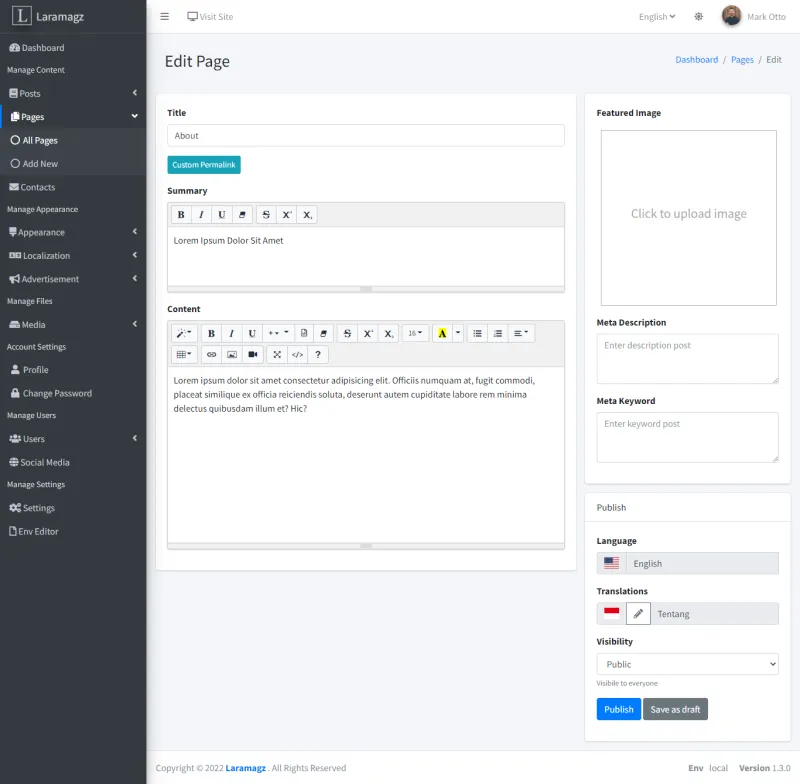 L Laramagz
Visit Site
English
Mark Otto
Dashboard
Manage Content
Posts
Pages
All Pages
Add New
Contacts
Manage Appearance
Appearance
Localization
Advertisement
Manage Files
Media
Account Settings
Profile
Change Password
Manage Users
Users
Social Media
Manage Settings
Settings
Env Editor
Edit Page
Dashboard / Pages / Edit
Title
About
Custom Permalink
Summary
B I U S X
Lorem Ipsum Dolor Sit Amet
Content
B I U S X 16 A
</> ?
Lorem ipsum dolor sit amet consectetur adipisicing elit. Officiis numquam at, fugit commodi,
placeat similique ex officia reiciendis soluta, deserunt autem cupiditate labore rem minima
delectus quibusdam illum et? Hic?
Featured Image
Click to upload image
Meta Description
Enter description post
Meta Keyword
Enter keyword post
Publish
Language
English
Translations
Tentang
Visibility
Public
Visibile to everyone
Publish
Save as draft
Copyright © 2022 Laramagz . All Rights Reserved
Env local Version 1.3.0